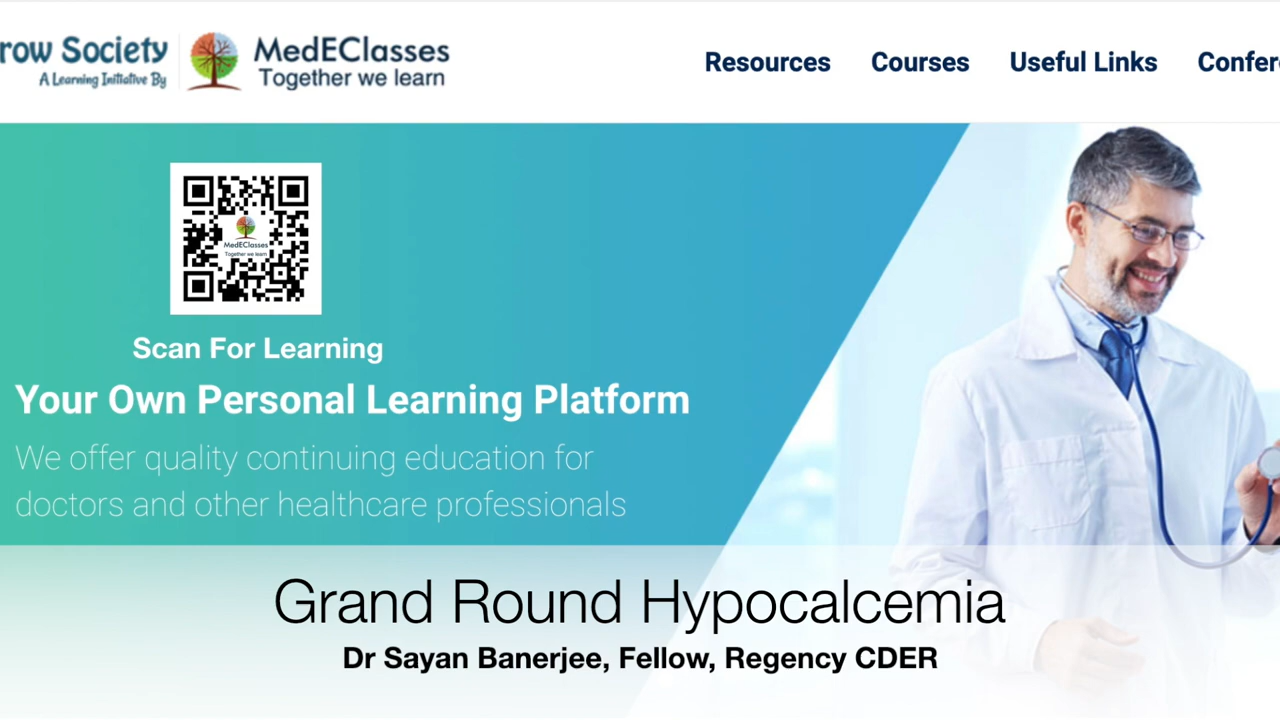 row Society
A Learning Initiative By
MedEClasses
Together we learn
Resources
Courses
Useful Links
Confere
MedEClasses
Together we learn
Scan For Learning
Your Own Personal Learning Platform
We offer quality continuing education for
doctors and other healthcare professionals
Grand Round Hypocalcemia
Dr Sayan Banerjee, Fellow, Regency CDER